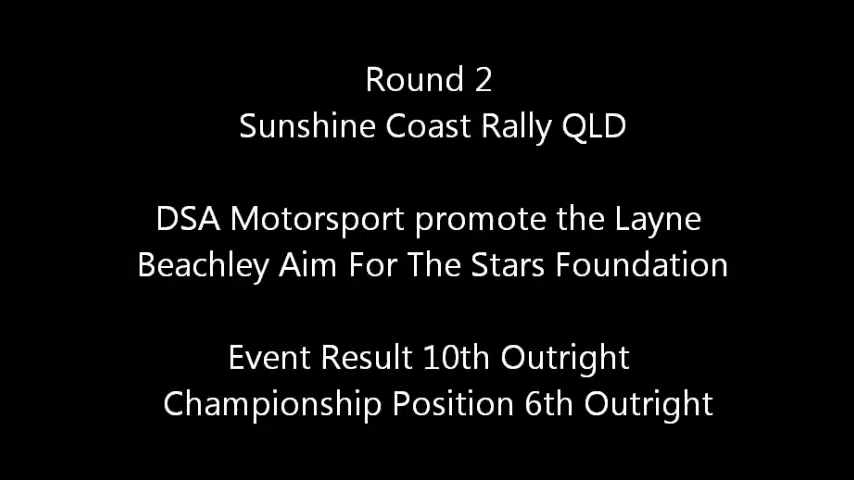 Round 2
Sunshine Coast Rally QLD
DSA Motorsport promote the Layne
Beachley Aim For The Stars Foundation
Event Result 10th Outright
Championship Position 6th Outright